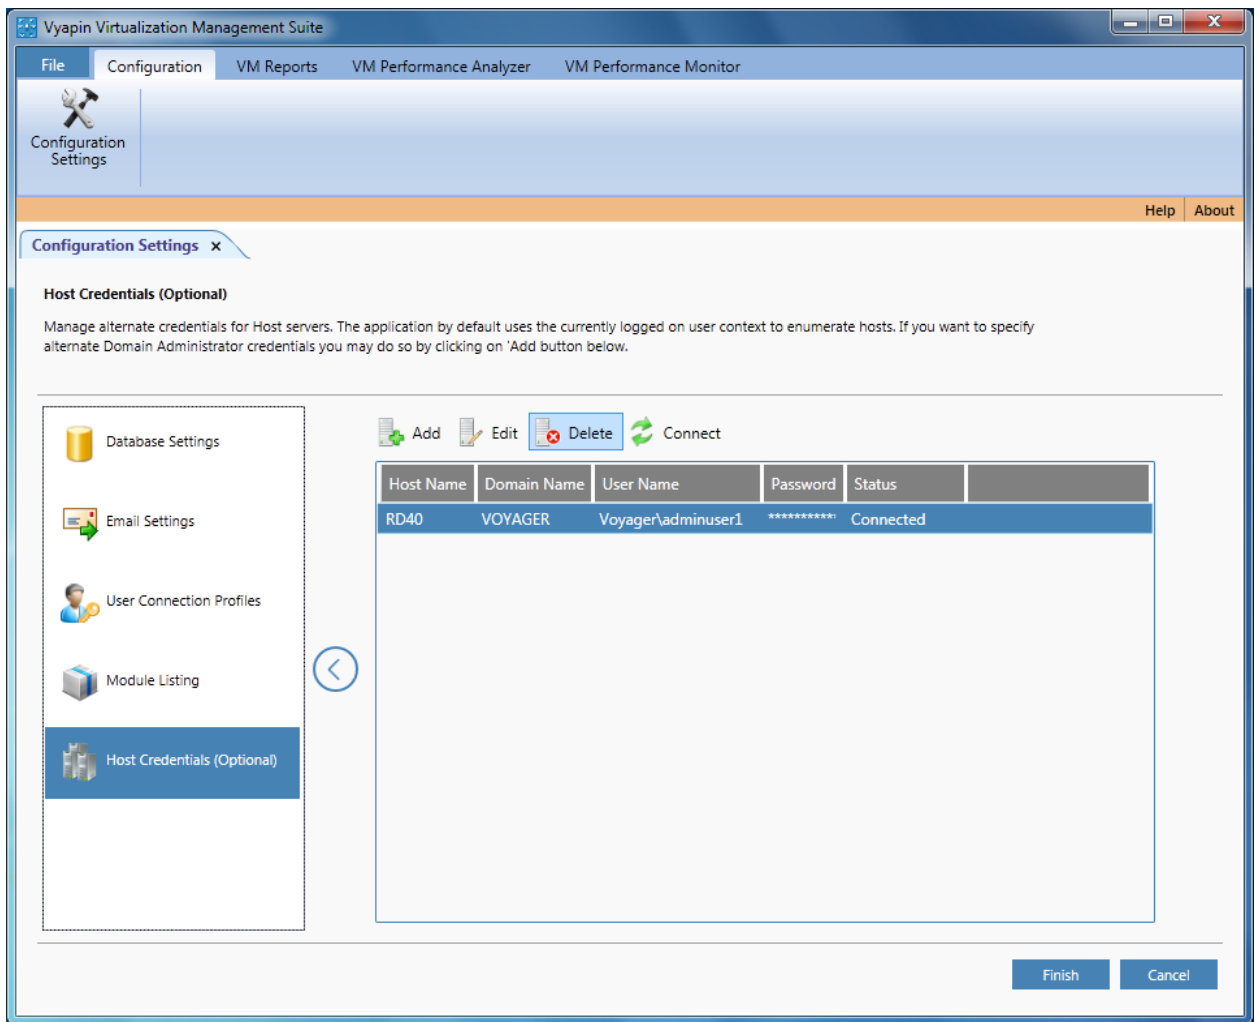 Vyapin Virtualization Management Suite
File Configuration VM Reports VM Performance Analyzer VM Performance Monitor
Configuration
Settings
Help About
Configuration Settings x
Host Credentials (Optional)
Manage alternate credentials for Host servers. The application by default uses the currently logged on user context to enumerate hosts. If you want to specify
alternate Domain Administrator credentials you may do so by clicking on 'Add button below.
Database Settings
Email Settings
User Connection Profiles
Module Listing
Host Credentials (Optional)
Add Edit Delete Connect
Host Name Domain Name User Name Password Status
RD40 VOYAGER Voyager\adminuser1 *********** Connected
Finish Cancel